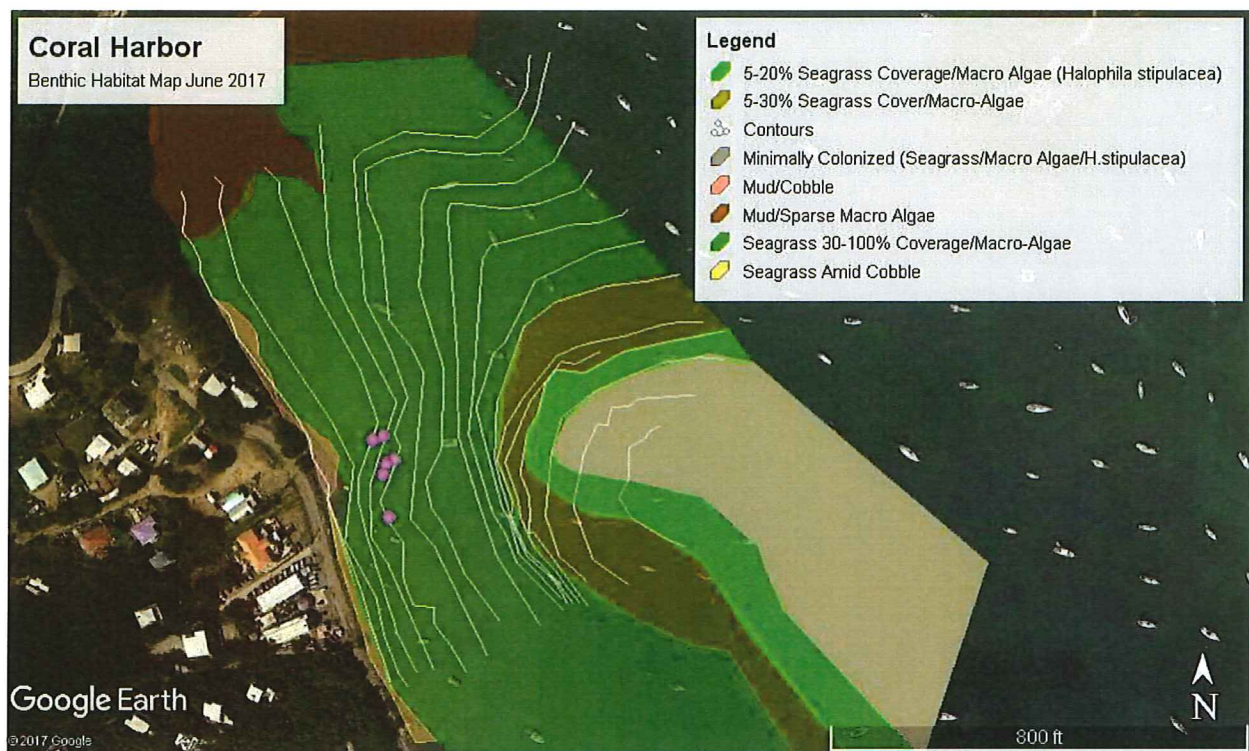 Coral Harbor
Benthic Habitat Map June 2017
Legend
5-20% Seagrass Coverage/Macro Algae (Halophila stipulacea)
5-30% Seagrass Cover/Macro-Algae
Contours
Minimally Colonized (Seagrass/Macro Algae/H.stipulacea)
Mud/Cobble
Mud/Sparse Macro Algae
Seagrass 30-100% Coverage/Macro-Algae
Seagrass Amid Cobble
N
Google Earth
© 2017 Google
800 ft